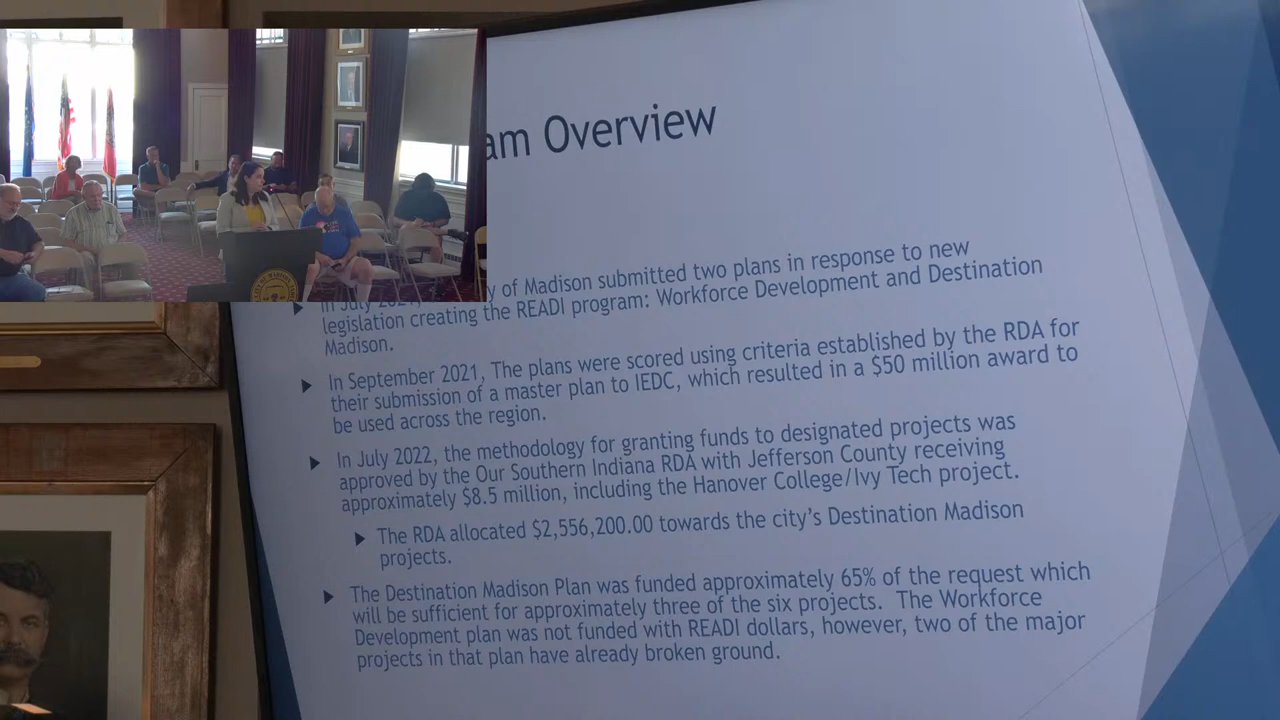 am Overview
y of Madison submitted two plans in response to new
In July 2021,
legislation creating the READI program: Workforce Development and Destination
Madison.
In September 2021, The plans were scored using criteria established by the RDA for
their submission of a master plan to IEDC, which resulted in a $50 million award to
be used across the region.
In July 2022, the methodology for granting funds to designated projects was
approved by the Our Southern Indiana RDA with Jefferson County receiving
approximately $8.5 million, including the Hanover College/Ivy Tech project.
The RDA allocated $2,556,200.00 towards the city's Destination Madison
projects.
The Destination Madison Plan was funded approximately 65% of the request which
will be sufficient for approximately three of the six projects. The Workforce
Development plan was not funded with READI dollars, however, two of the major
projects in that plan have already broken ground.